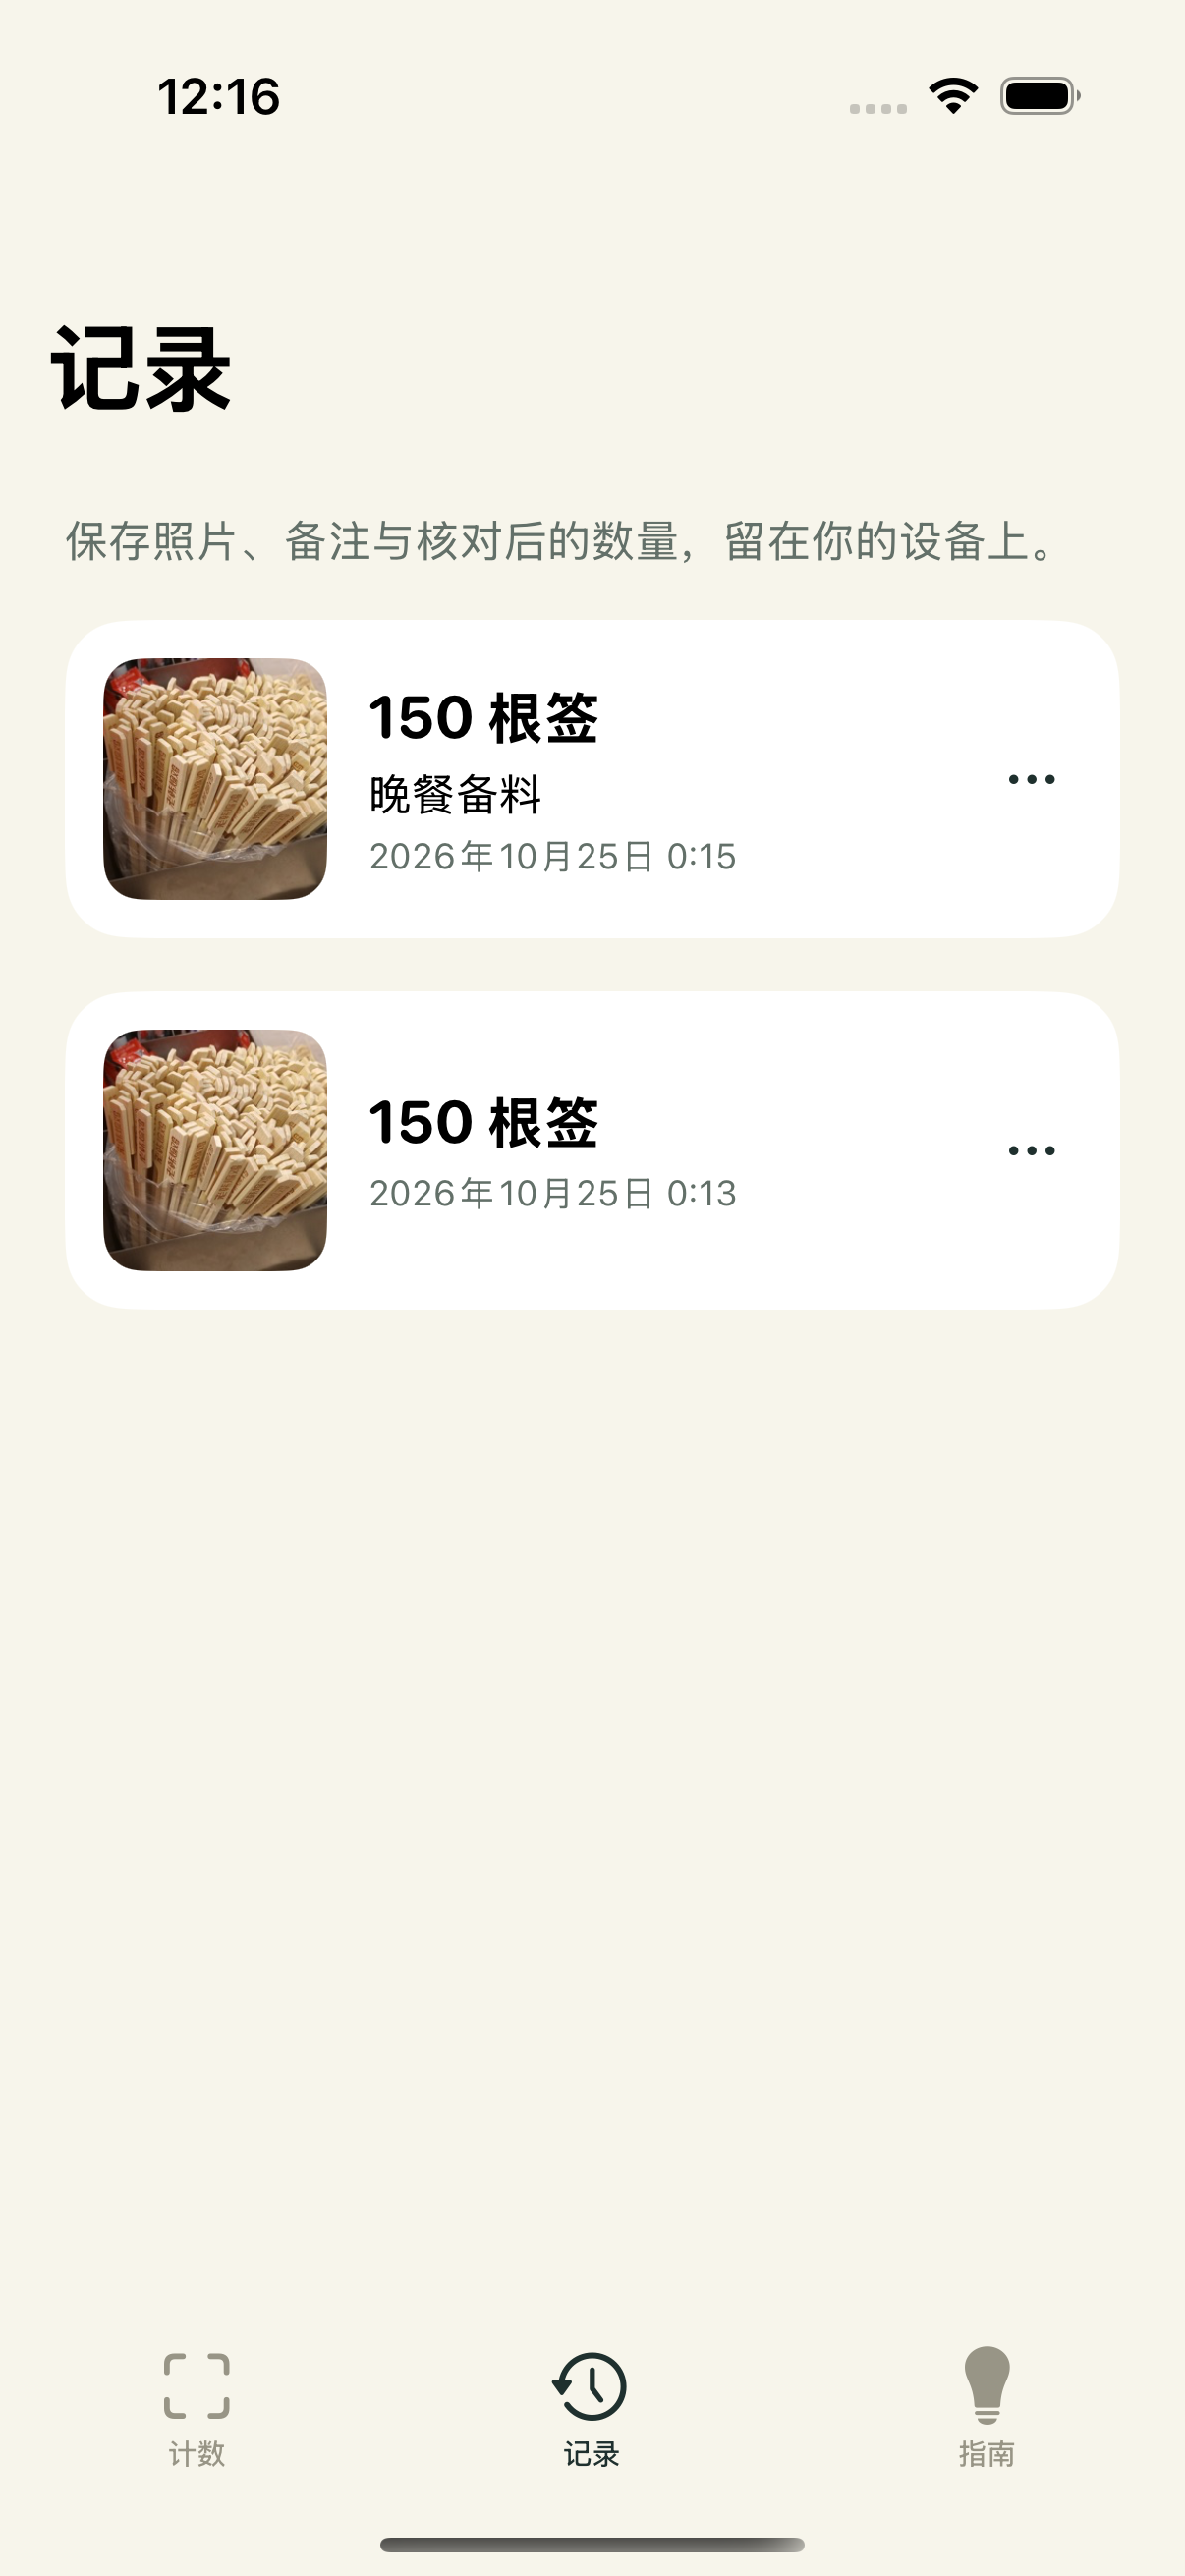 12:16
记录
保存照片、备注与核对后的数量，留在你的设备上。
150 根签
晚餐备料
2026年10月25日 0:15
150 根签
2026年10月25日 0:13
计数
记录
指南